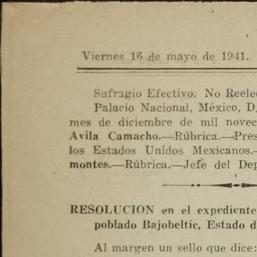 Viernes 16 de mayo de 1941.
Sufragio Efectivo. No Reele
Palacio Nacional, México, D.
mes de diciembre de mil novec
Avila Camacho.—Rúbrica.—Pres
los Estados Unidos Mexicanos.—
montes.—Rúbrica.—Jefe del Dep
RESOLUCION en el expediente
poblado Bajobeltic, Estado d
Al margen un sello que dice: